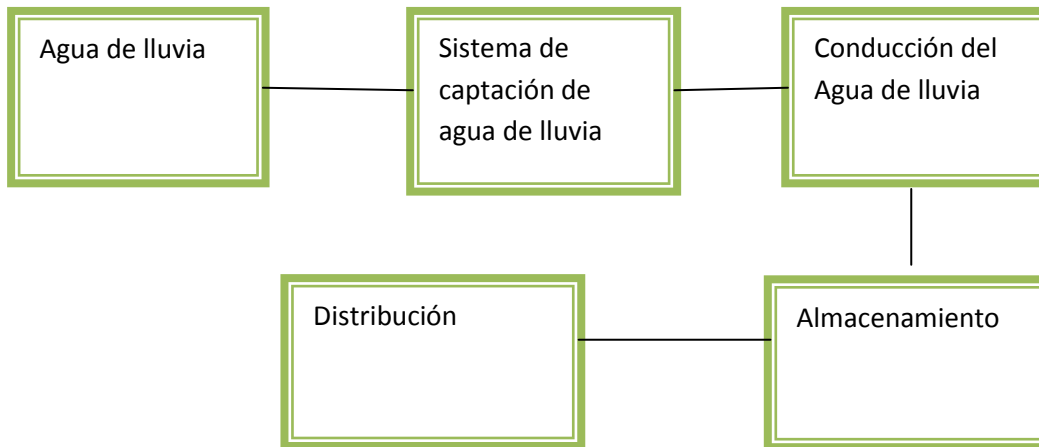 Agua de lluvia
Sistema de
captación de
agua de lluvia
Conducción del
Agua de lluvia
Distribución
Almacenamiento